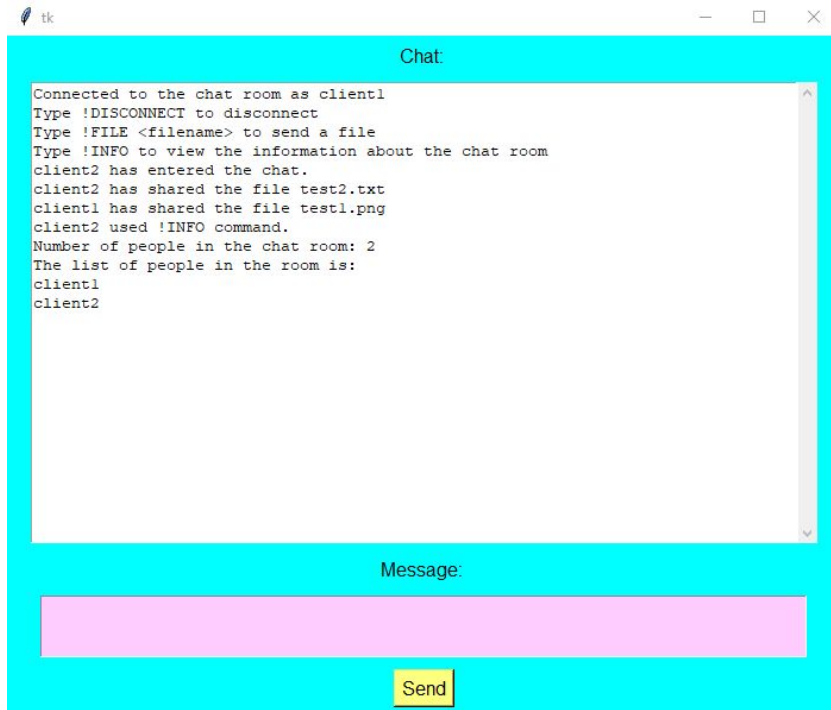 tk
Chat:
Connected to the chat room as client1
Type !DISCONNECT to disconnect
Type !FILE <filename> to send a file
Type !INFO to view the information about the chat room
client2 has entered the chat.
client2 has shared the file test2.txt
client1 has shared the file test1.png
client2 used !INFO command.
Number of people in the chat room: 2
The list of people in the room is:
client1
client2
Message:
Send